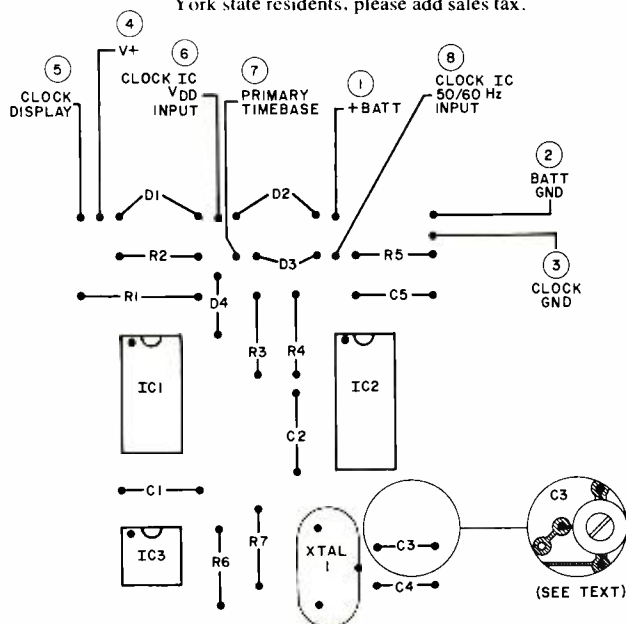 York state residents, please add sales tax.
4
V+
5
CLOCK
DISPLAY
6
CLOCK IC
VDD
INPUT
7
PRIMARY
TIMEBASE
1
+BATT
8
CLOCK IC
50/60 Hz
INPUT
2
BATT
GND
3
CLOCK
GND
D1
D2
R2
D3
R5
R1
D4
C5
R3
R4
IC1
IC2
C2
C1
IC3
R6
R7
XTAL
1
C3
C4
C3
(SEE TEXT)